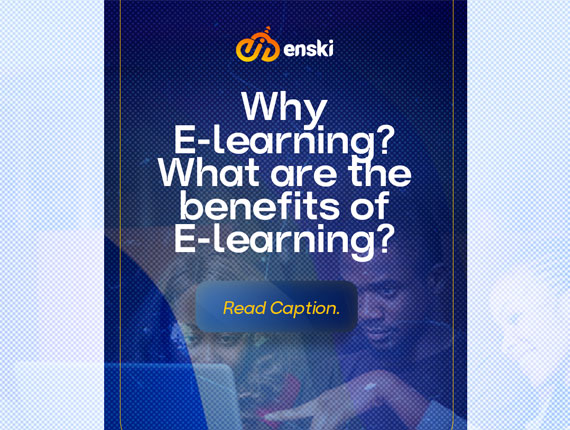 enski
Why
E-learning?
What are the
benefits of
E-learning?
Read Caption.